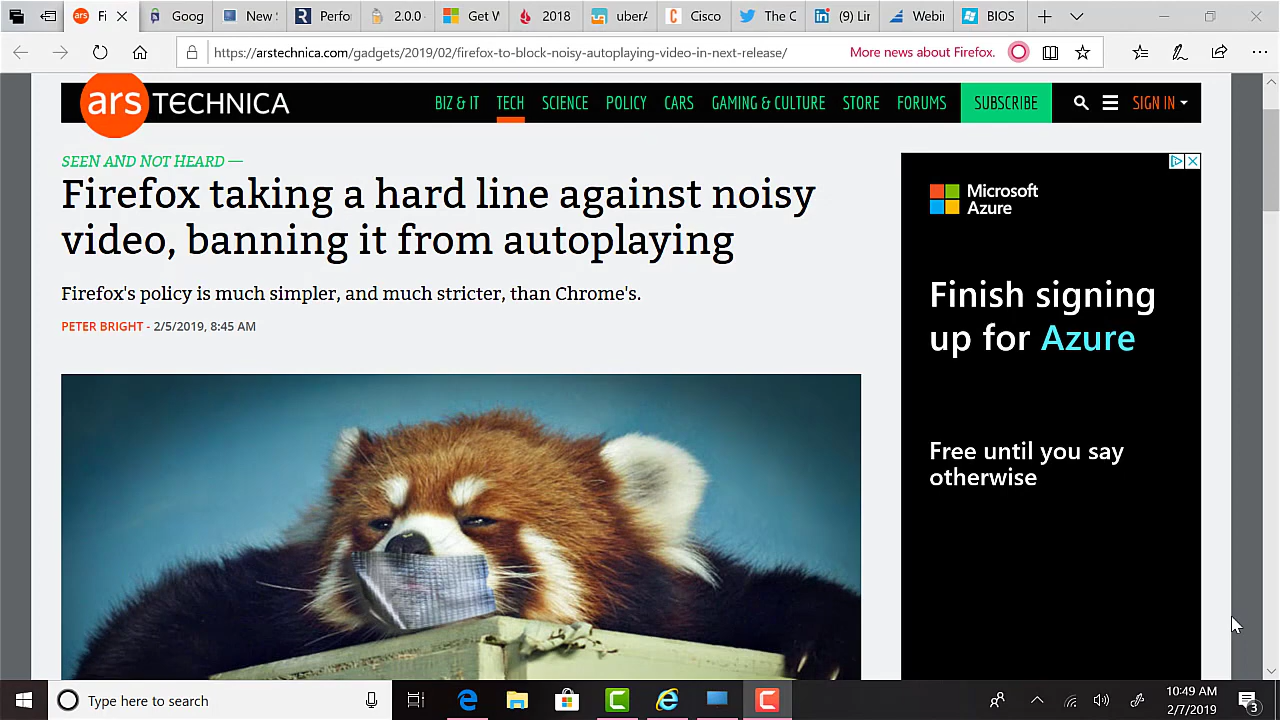 Fi
Goog
New
Perfo
2.0.0
Get W
2018
uberA
Cisco
The C
(9) Lin
Webin
BIOS
https://arstechnica.com/gadgets/2019/02/firefox-to-block-noisy-autoplaying-video-in-next-release/
More news about Firefox.
ars TECHNICA
BIZ & IT TECH SCIENCE POLICY CARS GAMING & CULTURE STORE FORUMS SUBSCRIBE SIGN IN
SEEN AND NOT HEARD —
Firefox taking a hard line against noisy
video, banning it from autoplaying
Firefox's policy is much simpler, and much stricter, than Chrome's.
PETER BRIGHT - 2/5/2019, 8:45 AM
Microsoft
Azure
Finish signing
up for Azure
Free until you say
otherwise
Type here to search
10:49 AM
2/7/2019
3